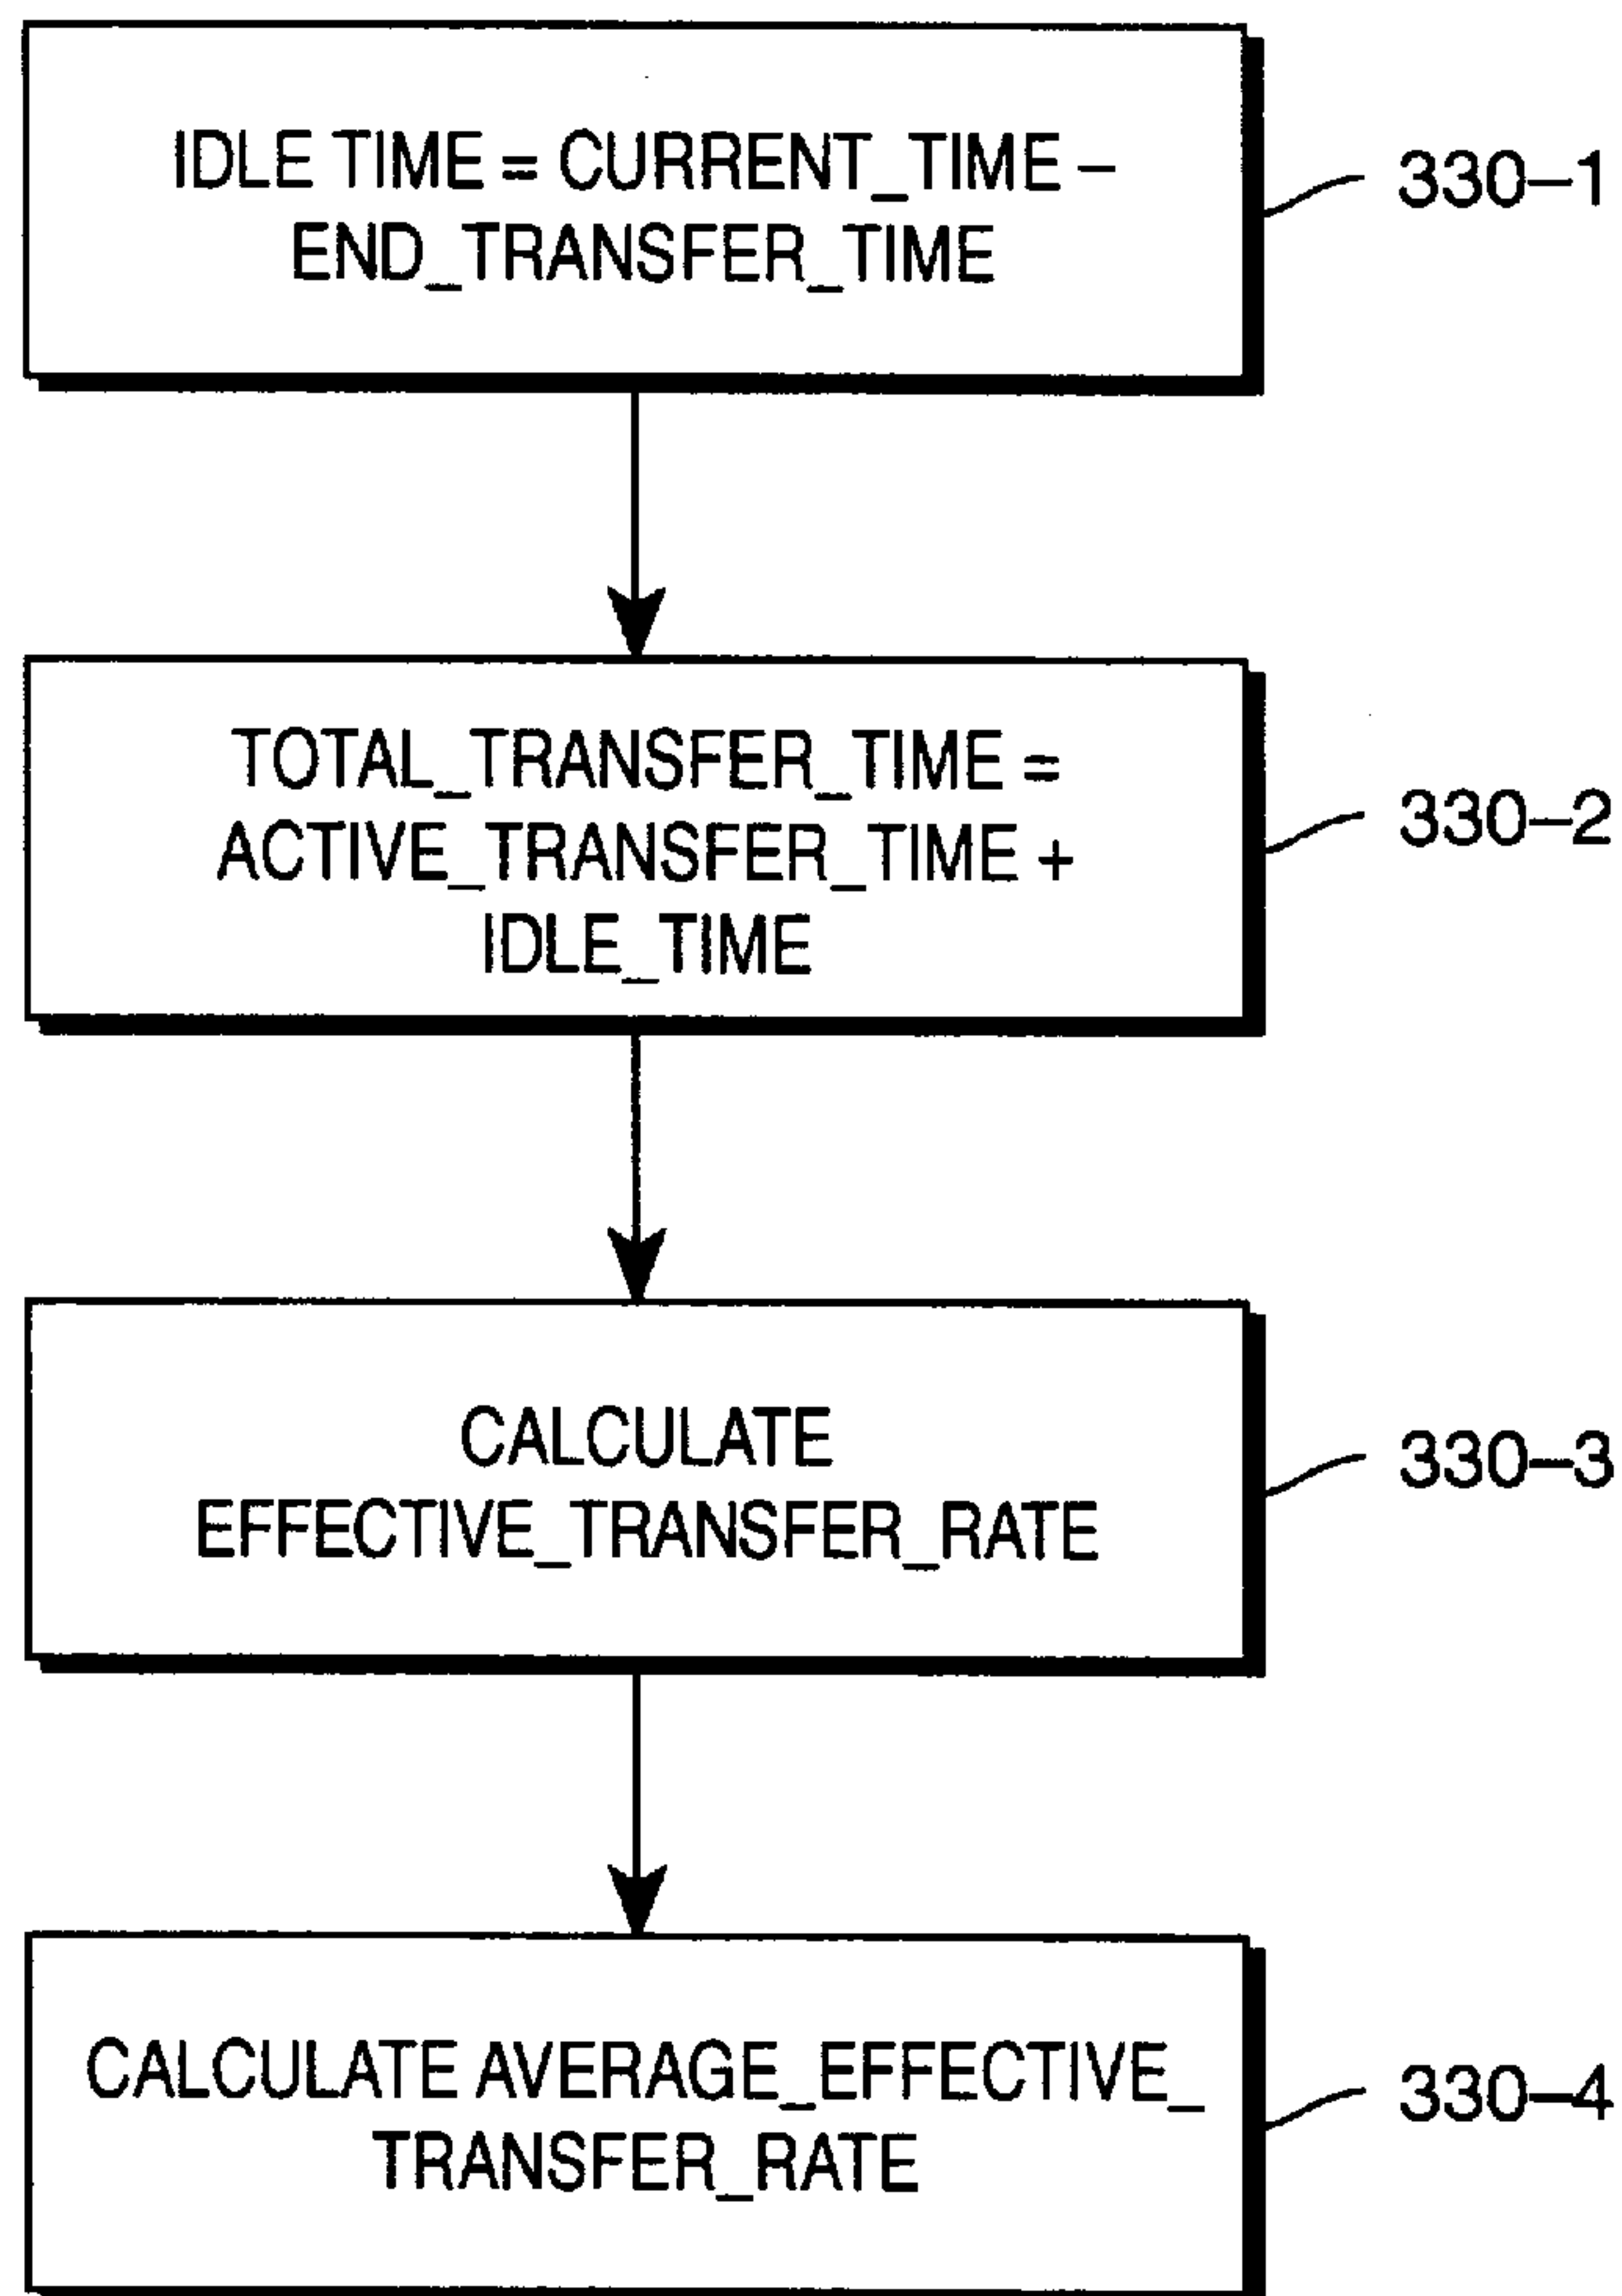 IDLE TIME = CURRENT_TIME –
END_TRANSFER_TIME
330–1
TOTAL_TRANSFER_TIME =
ACTIVE_TRANSFER_TIME +
IDLE_TIME
330–2
CALCULATE
EFFECTIVE_TRANSFER_RATE
330–3
CALCULATE AVERAGE_EFFECTIVE_
TRANSFER_RATE
330–4